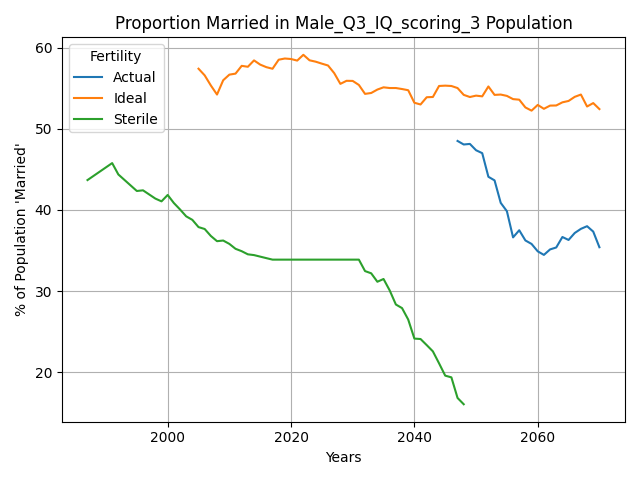 Proportion Married in Male_Q3_IQ_scoring_3 Population
Fertility
Actual
Ideal
Sterile
% of Population 'Married'
60
50
40
30
20
2000
2020
2040
2060
Years